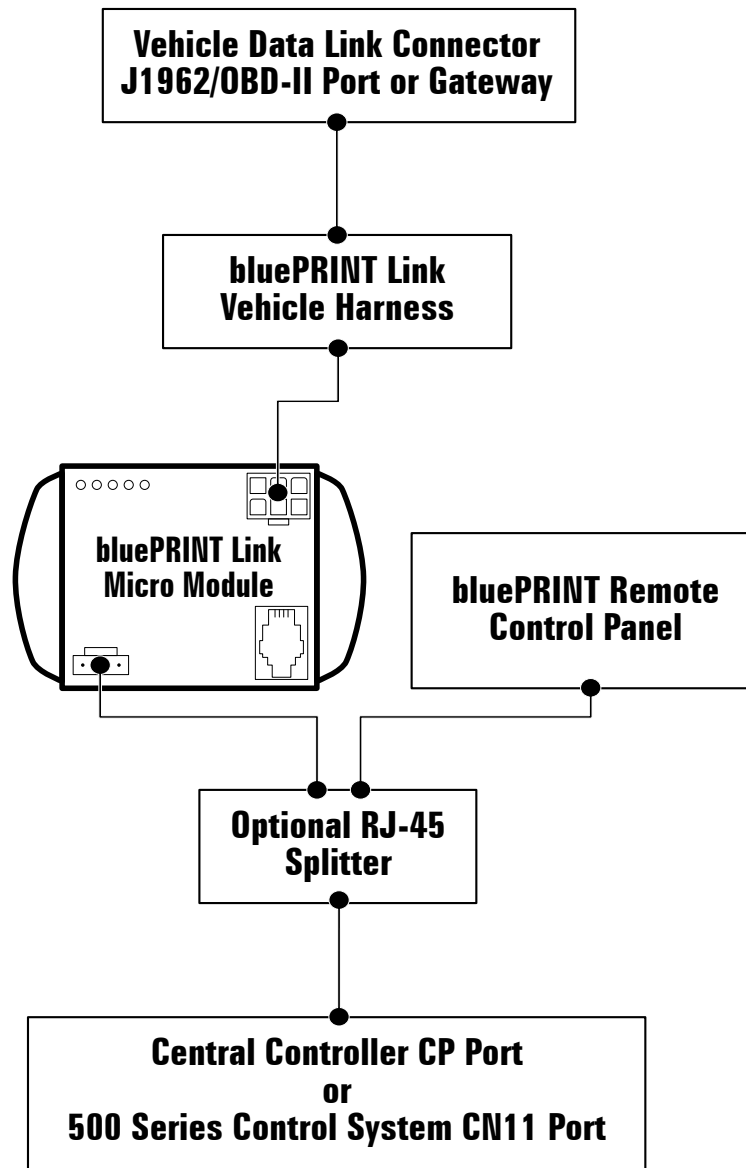 Vehicle Data Link Connector
J1962/OBD-II Port or Gateway
bluePRINT Link
Vehicle Harness
bluePRINT Link
Micro Module
bluePRINT Remote
Control Panel
Optional RJ-45
Splitter
Central Controller CP Port
or
500 Series Control System CN11 Port